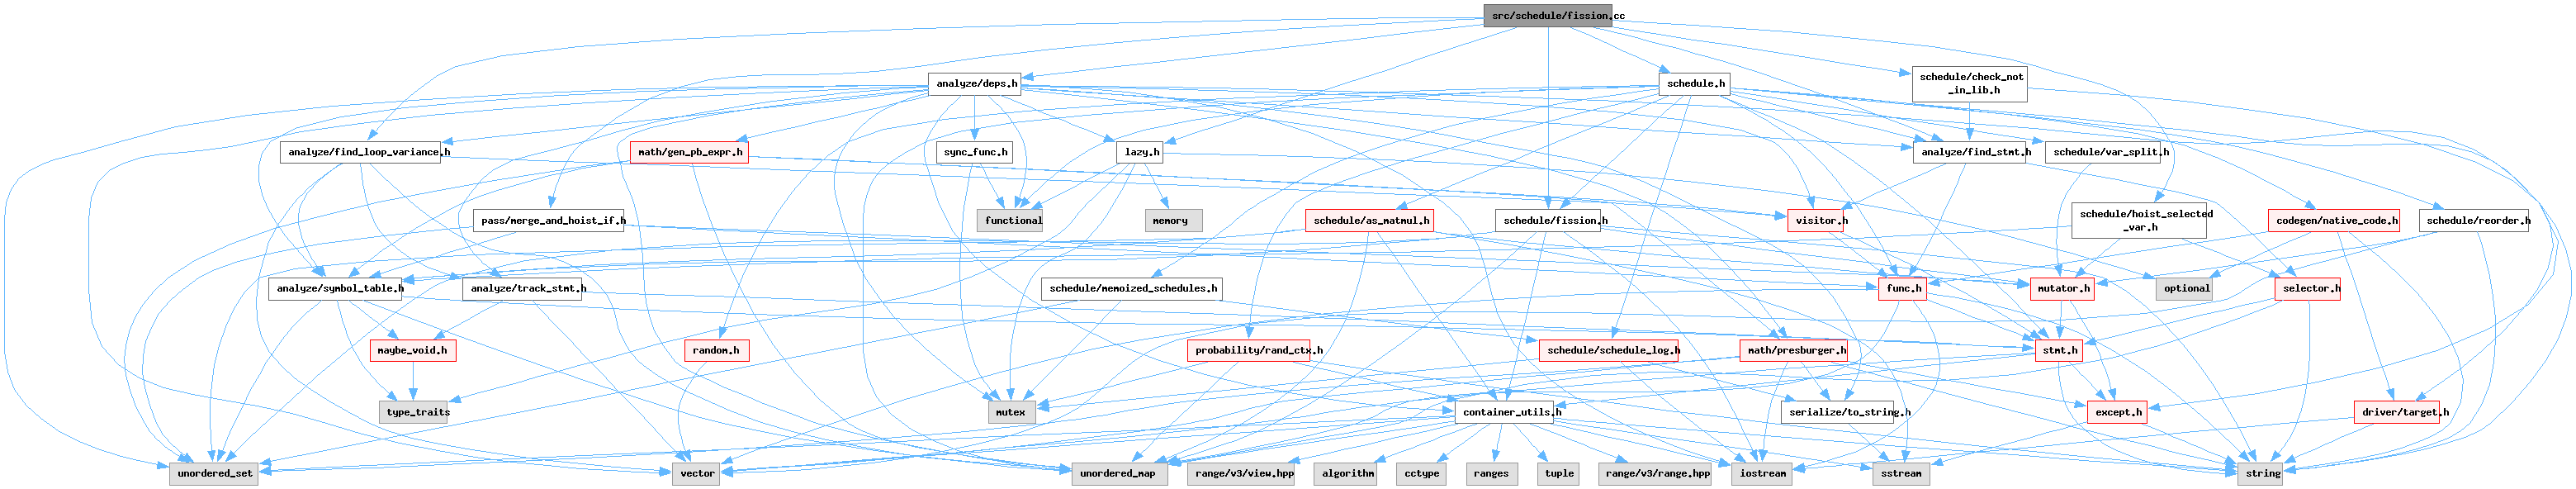 src/schedule/fission.cc
analyze/deps.h
schedule.h
schedule/check_not
_in_lib.h
analyze/find_loop_variance.h
math/gen_pb_expr.h
sync_func.h
lazy.h
analyze/find_stmt.h
schedule/var_split.h
pass/merge_and_hoist_if.h
functional
memory
schedule/as_matmul.h
schedule/fission.h
visitor.h
schedule/hoist_selected
_var.h
codegen/native_code.h
schedule/reorder.h
analyze/symbol_table.h
analyze/track_stmt.h
schedule/memoized_schedules.h
func.h
mutator.h
optional
selector.h
maybe_void.h
random.h
probability/rand_ctx.h
schedule/schedule_log.h
math/presburger.h
stmt.h
type_traits
mutex
container_utils.h
serialize/to_string.h
except.h
driver/target.h
unordered_set
vector
unordered_map
range/v3/view.hpp
algorithm
cctype
ranges
tuple
range/v3/range.hpp
iostream
sstream
string